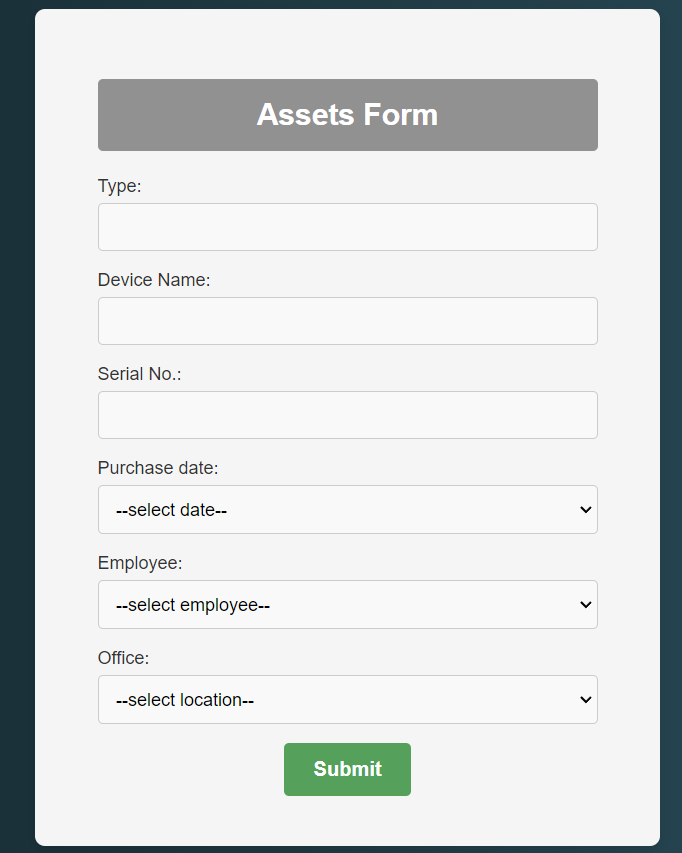 Assets Form
Type:
Device Name:
Serial No.:
Purchase date:
--select date--
Employee:
--select employee--
Office:
--select location--
Submit